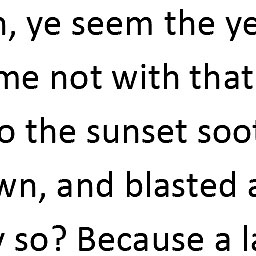 , ye seem the ye
me not with that
o the sunset soot
wn, and blasted
so? Because a la